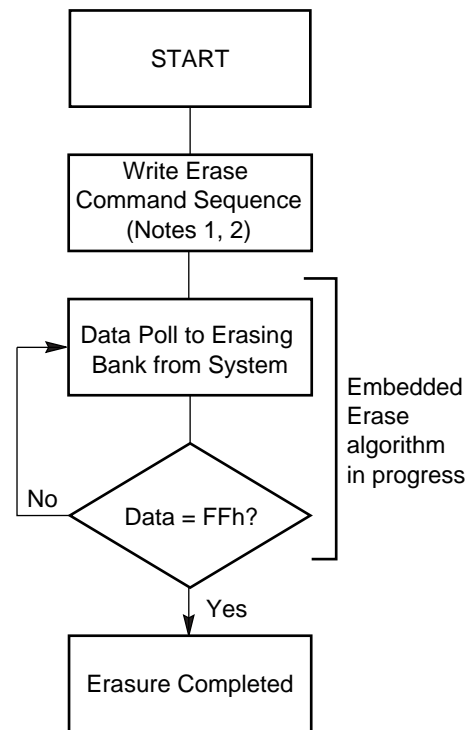 START
Write Erase
Command Sequence
(Notes 1, 2)
Data Poll to Erasing
Bank from System
Embedded
Erase
algorithm
in progress
No
Data = FFh?
Yes
Erasure Completed